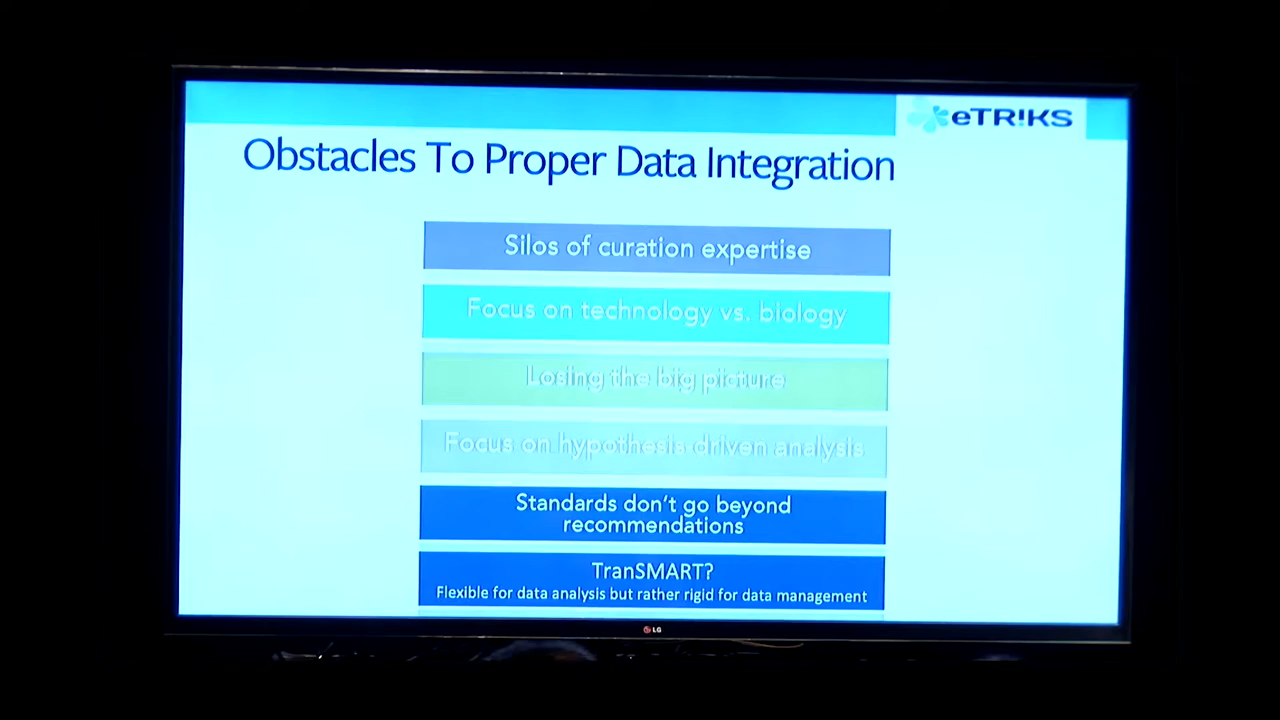 eTR!KS
Obstacles To Proper Data Integration
Silos of curation expertise
Focus on technology vs. biology
Losing the big picture
Focus on hypothesis driven analysis
Standards don't go beyond
recommendations
TranSMART?
Flexible for data analysis but rather rigid for data management
LG